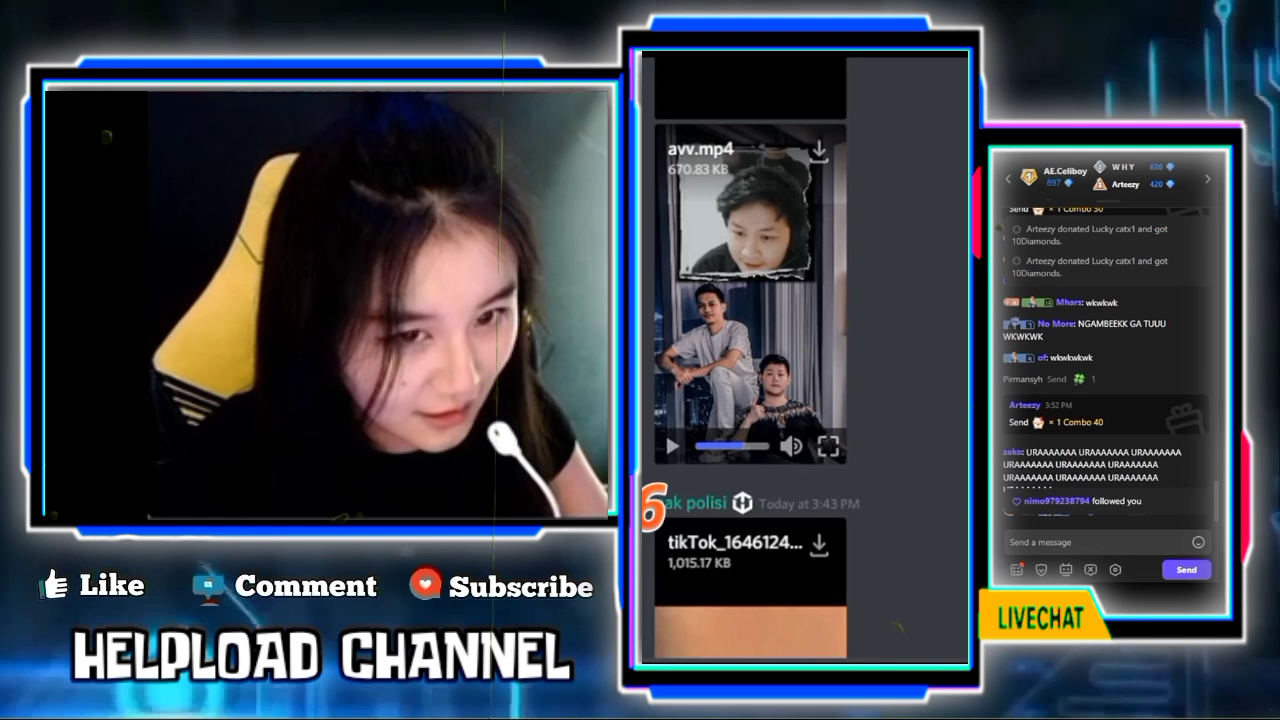 Like
Comment
Subscribe
HELPLOAD CHANNEL
avv.mp4
670.83 KB
6
ak polisi
Today at 3:43 PM
tikTok_1646124...
1,015.17 KB
AE.Celiboy
897
W H Y
636
Arteezy
420
Send × 1 Combo 50
Arteezy donated Lucky catx1 and got
10Diamonds.
Arteezy donated Lucky catx1 and got
10Diamonds.
Mhars: wkwkwk
No More: NGAMBEEKK GA TUUU
WKWKWK
of: wkwkwkwk
Pirmansyh Send 1
Arteezy 3:52 PM
Send × 1 Combo 40
zeko: URAAAAAAA URAAAAAAA URAAAAAAA
URAAAAAAA URAAAAAAA URAAAAAAA
URAAAAAAA URAAAAAAA URAAAAAAA
nimo979238794 followed you
Send a message
Send
LIVECHAT